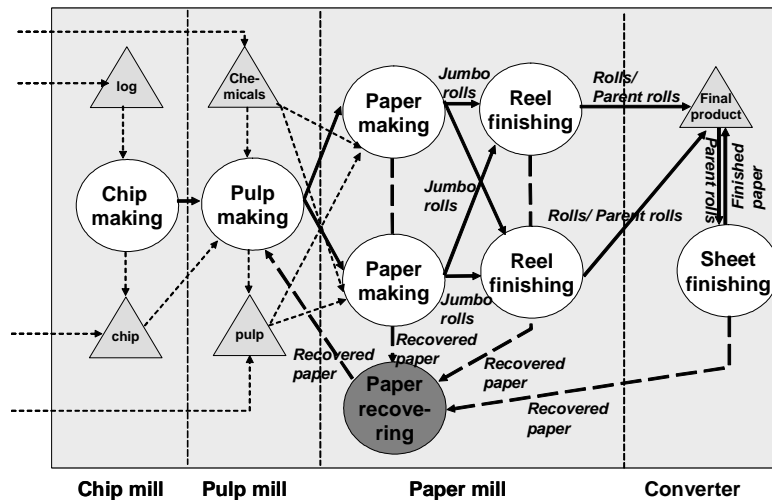 log
Che-
micals
Paper
making
Jumbo
rolls
Reel
finishing
Rolls/
Parent rolls
Final
product
Chip
making
Pulp
making
Jumbo
rolls
Parent rolls
Finished
paper
Rolls/ Parent rolls
Paper
making
Reel
finishing
Sheet
finishing
Jumbo
rolls
chip
pulp
Recovered
paper
Recovered
paper
Recovered
paper
Recovered
paper
Paper
recove-
ring
Chip mill
Pulp mill
Paper mill
Converter